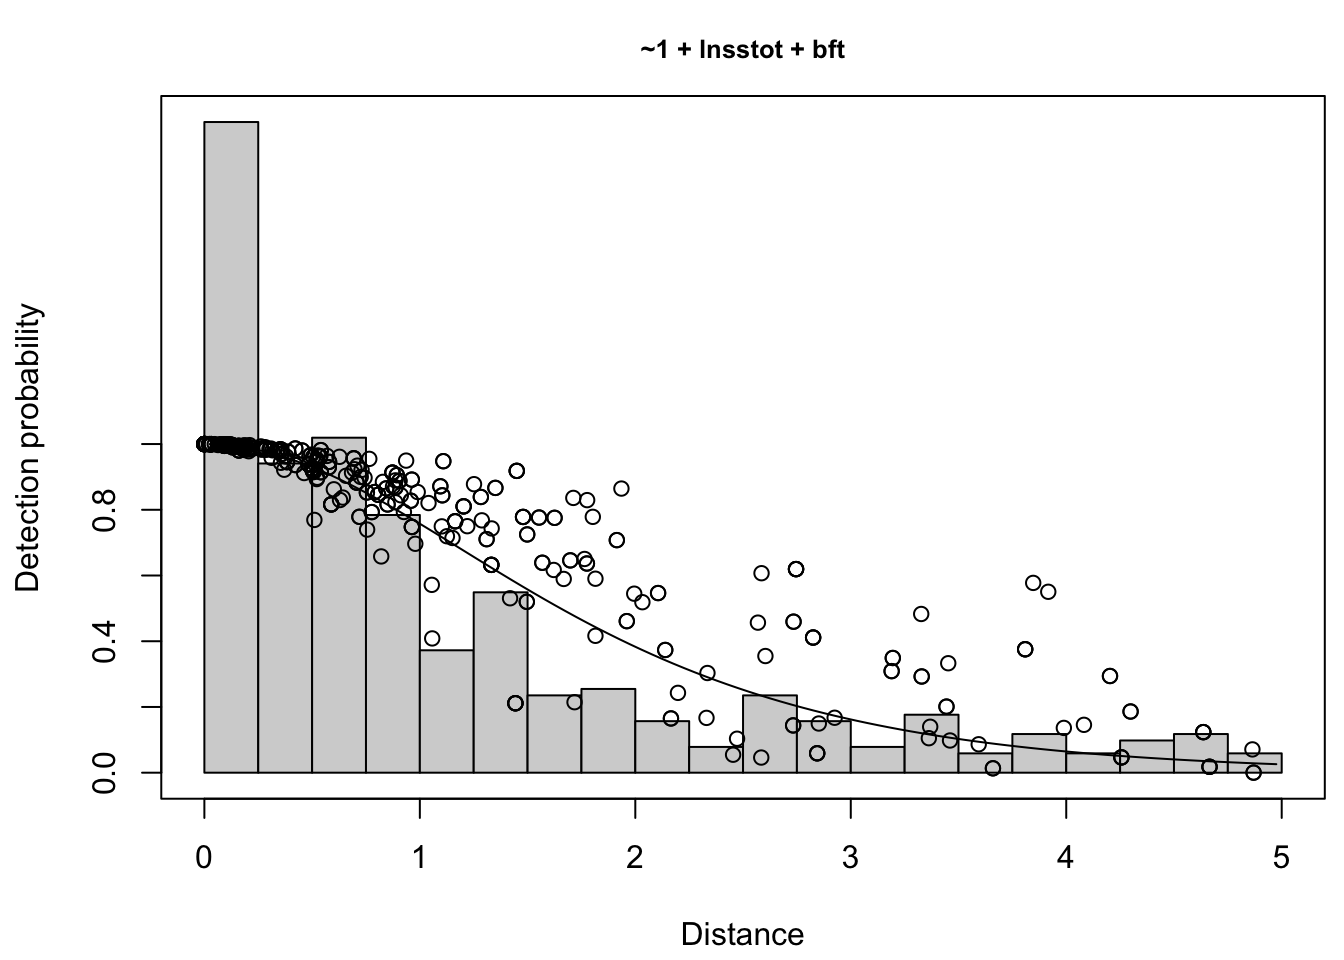 ~1 + lnsstot + bft
Detection probability
0.8
0.4
0.0
0 1 2 3 4 5
Distance